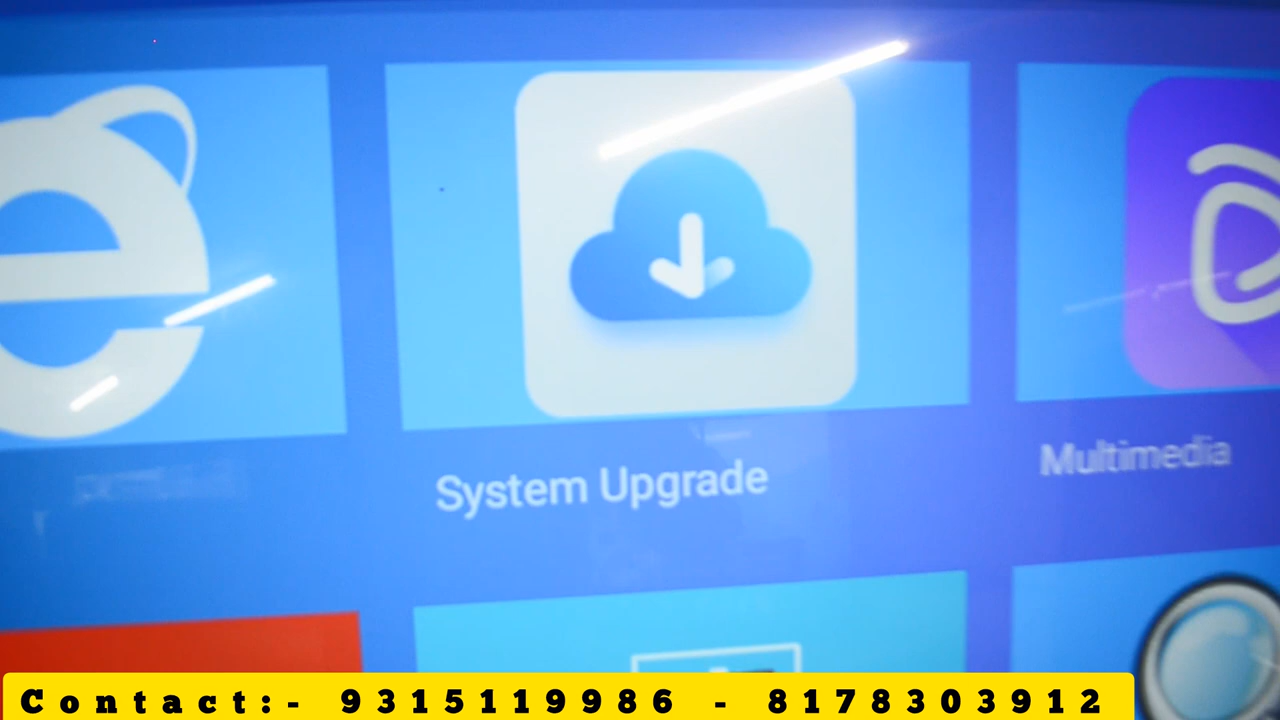 System Upgrade
Multimedia
Contact:- 9315119986 - 8178303912